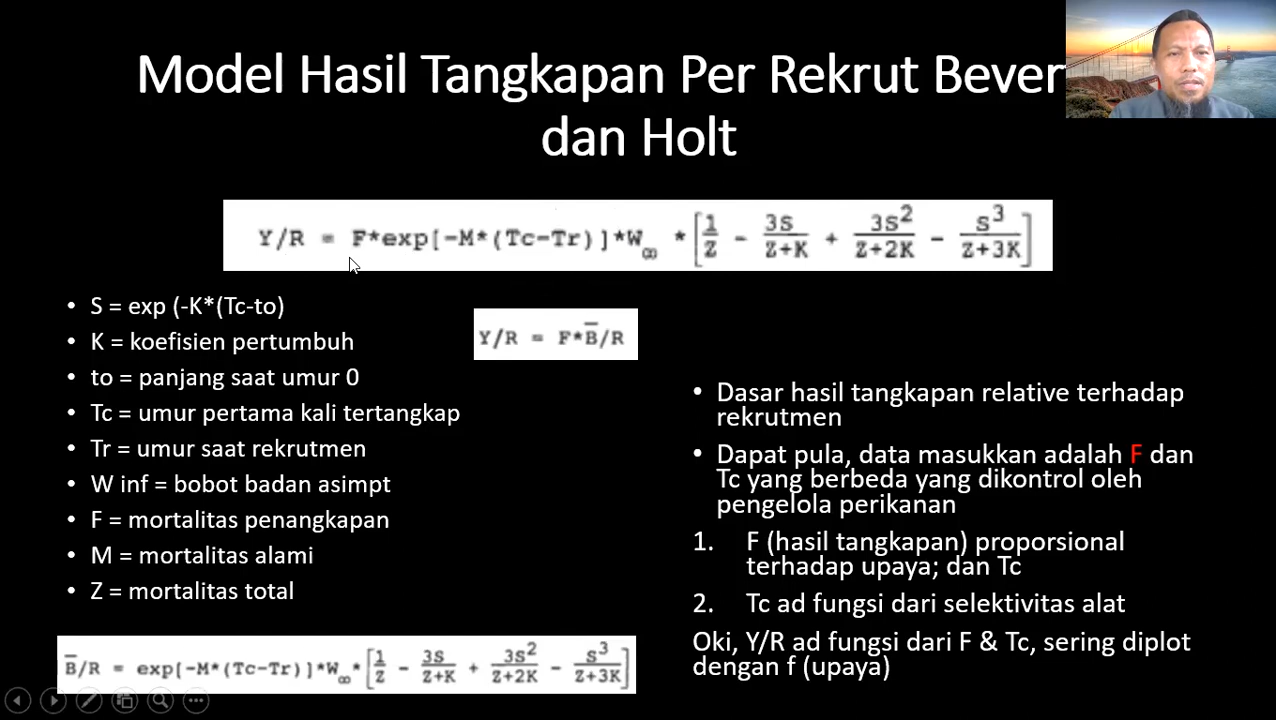 Model Hasil Tangkapan Per Rekrut Bever
dan Holt
Y/R = F*exp[-M*(Tc-Tr)]*W∞ * [1/Z - 3S/Z+K + 3S²/Z+2K - S³/Z+3K]
• S = exp (-K*(Tc-to)
• K = koefisien pertumbuh
• to = panjang saat umur 0
• Tc = umur pertama kali tertangkap
• Tr = umur saat rekrutmen
• W inf = bobot badan asimpt
• F = mortalitas penangkapan
• M = mortalitas alami
• Z = mortalitas total
Y/R = F*B̅/R
B̅/R = exp[-M*(Tc-Tr)]*W∞*[1/Z - 3S/Z+K + 3S²/Z+2K - S³/Z+3K]
• Dasar hasil tangkapan relative terhadap
rekrutmen
• Dapat pula, data masukkan adalah F dan
Tc yang berbeda yang dikontrol oleh
pengelola perikanan
1. F (hasil tangkapan) proporsional
terhadap upaya; dan Tc
2. Tc ad fungsi dari selektivitas alat
Oki, Y/R ad fungsi dari F & Tc, sering diplot
dengan f (upaya)